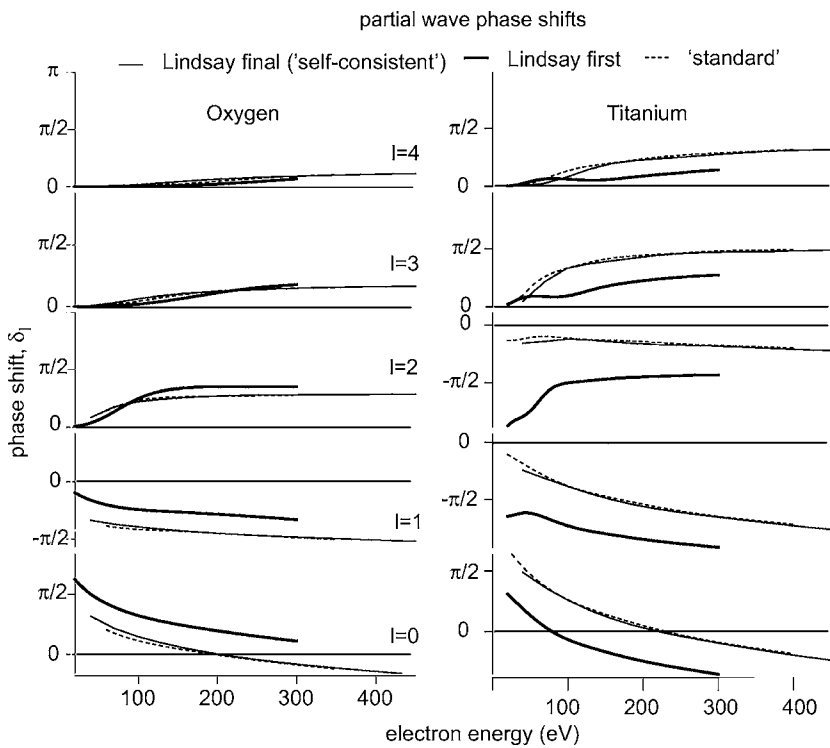 partial wave phase shifts
Lindsay final ('self-consistent') Lindsay first 'standard'
π
Oxygen
Titanium
π/2
π/2
l=4
0
0
π/2
π/2
l=3
0
0
0
π/2
l=2
-π/2
0
0
0
-π/2
l=1
-π/2
π/2
π/2
l=0
0
0
phase shift, δl
100 200 300 400
100 200 300 400
electron energy (eV)